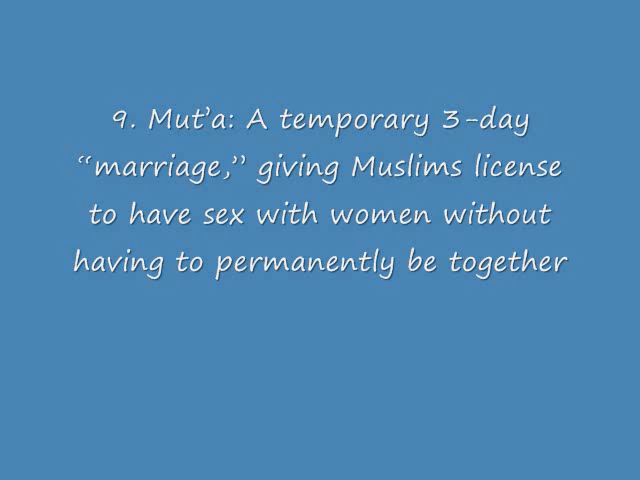 9. Mut’a: A temporary 3-day
“marriage,” giving Muslims license
to have sex with women without
having to permanently be together